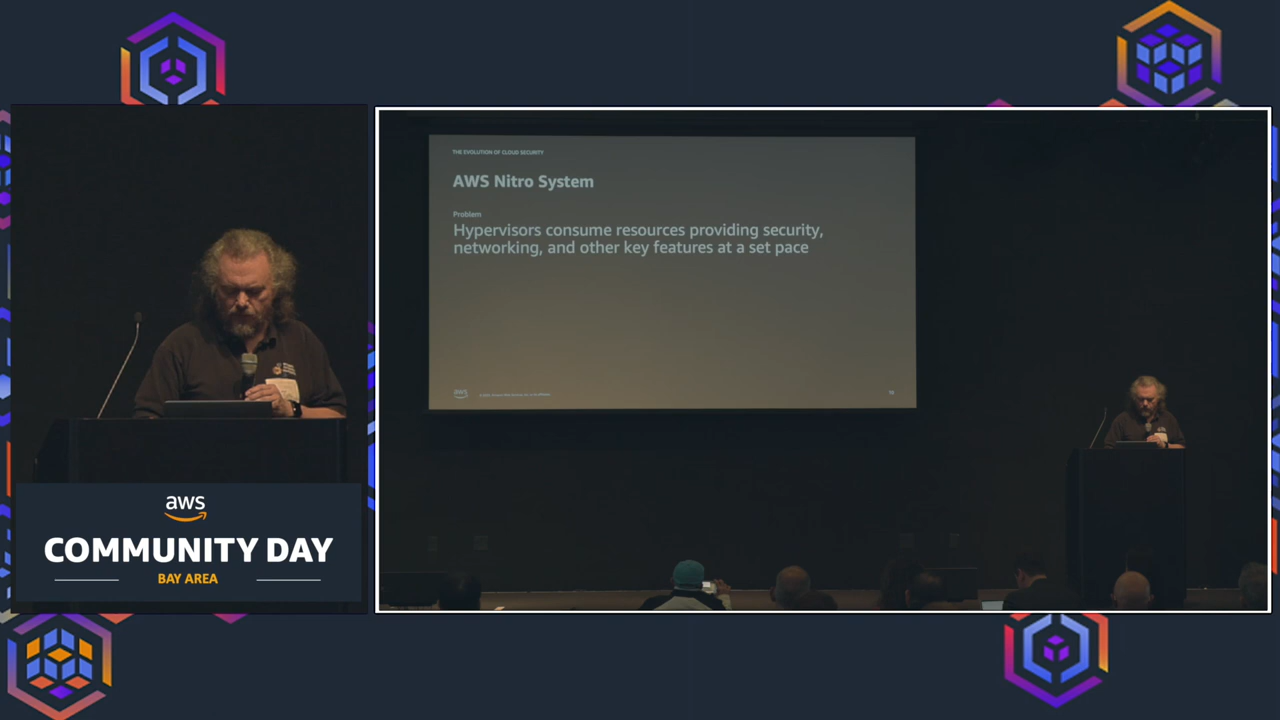 THE EVOLUTION OF CLOUD SECURITY
AWS Nitro System
Problem
Hypervisors consume resources providing security,
networking, and other key features at a set pace
aws
aws
COMMUNITY DAY
BAY AREA